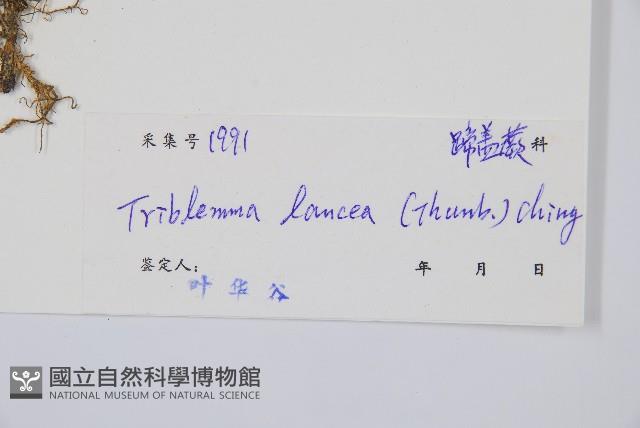 采集号 1991 蹄盖蕨科
Triblemma lancea (Thunb.) Ching
鉴定人： 年 月 日
叶华谷
國立自然科學博物館
NATIONAL MUSEUM OF NATURAL SCIENCE